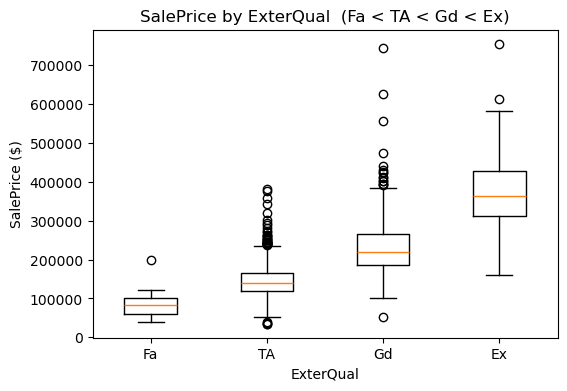 SalePrice by ExterQual  (Fa < TA < Gd < Ex)
SalePrice ($)
700000
600000
500000
400000
300000
200000
100000
0
Fa TA Gd Ex
ExterQual